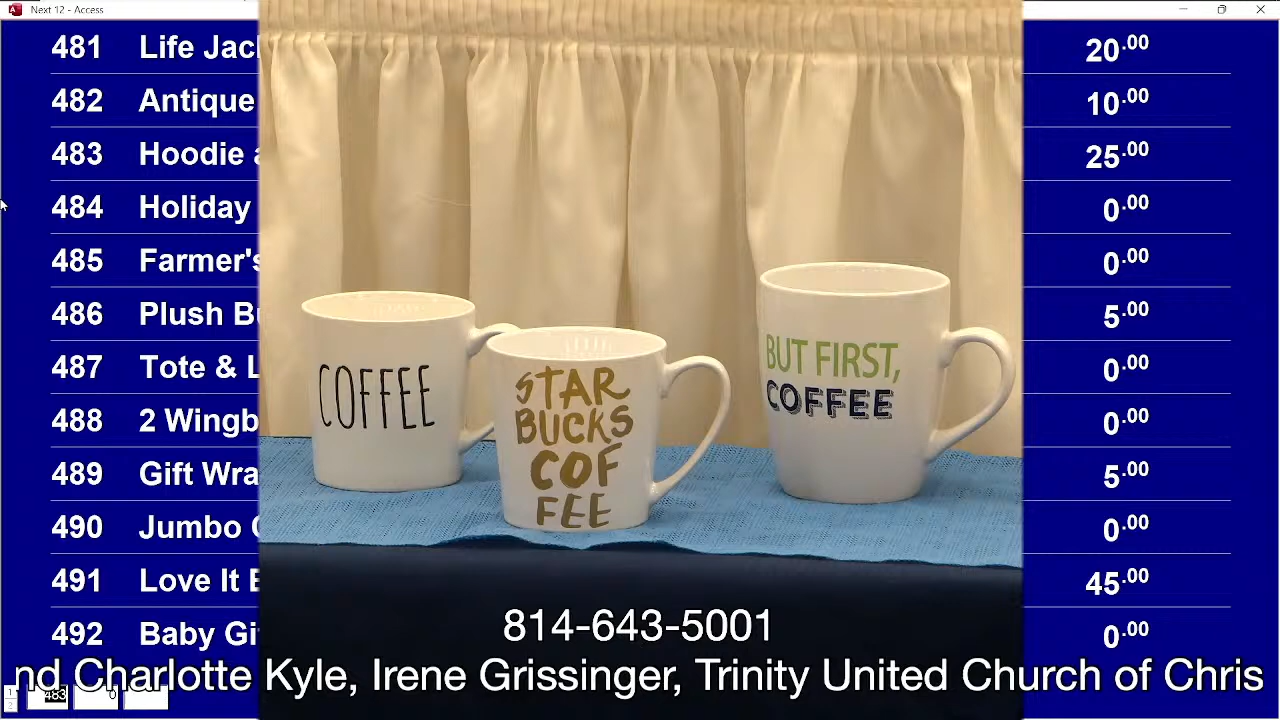 Next 12 - Access
481 Life Jac 20.00
482 Antique 10.00
483 Hoodie 25.00
484 Holiday 0.00
485 Farmer's 0.00
486 Plush B 5.00
487 Tote & L 0.00
488 2 Wingb 0.00
489 Gift Wra 5.00
490 Jumbo 0.00
491 Love It 45.00
492 Baby Gi 0.00
COFFEE
STAR
BUCKS
COF
FEE
BUT FIRST,
COFFEE
814-643-5001
nd Charlotte Kyle, Irene Grissinger, Trinity United Church of Chris
483 0